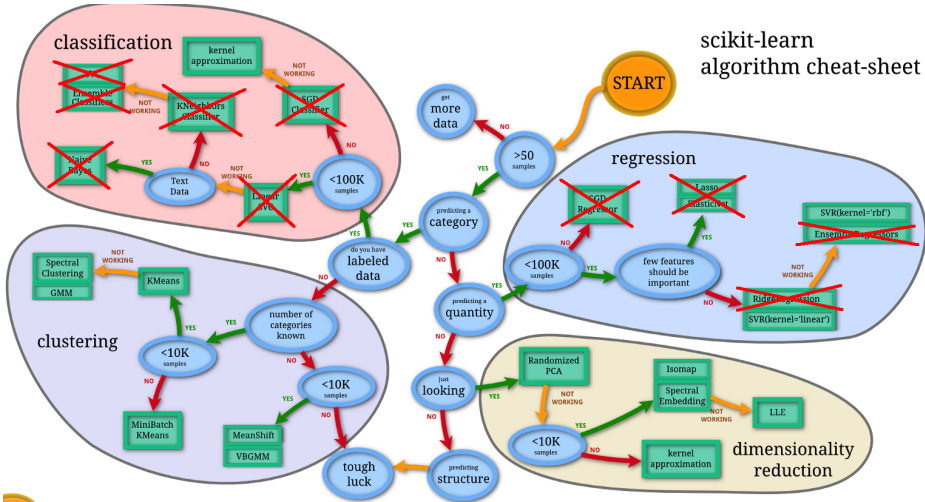 classification
kernel
approximation
NOT
WORKING
Ensemble
Classifiers
NOT
WORKING
KNeighbors
Classifier
SGD
Classifier
NO
NO
Naive
Bayes
YES
Text
Data
NOT
WORKING
Linear
SVC
YES
<100K
samples
scikit-learn
algorithm cheat-sheet
START
get
more
data
NO
>50
samples
YES
predicting a
category
YES
YES
do you have
labeled
data
NO
NO
predicting a
quantity
YES
NO
just
looking
YES
NO
predicting
structure
tough
luck
regression
SGD
Regressor
Lasso
ElasticNet
NO
<100K
samples
YES
few features
should be
important
YES
NO
SVR(kernel='rbf')
Ensemble Regressors
NOT
WORKING
RidgeRegression
SVR(kernel='linear')
clustering
Spectral
Clustering
GMM
NOT
WORKING
KMeans
YES
<10K
samples
YES
number of
categories
known
NO
NO
MiniBatch
KMeans
<10K
samples
YES
NO
MeanShift
VBGMM
dimensionality
reduction
Randomized
PCA
NOT
WORKING
<10K
samples
YES
NO
Isomap
Spectral
Embedding
NOT
WORKING
LLE
kernel
approximation